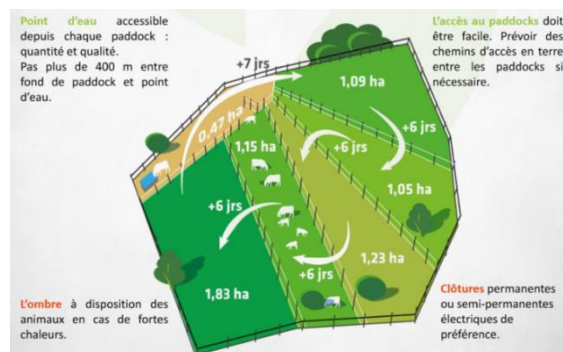 Point d'eau accessible
depuis chaque paddock :
quantité et qualité.
Pas plus de 400 m entre
fond de paddock et point
d'eau.
L'accès au paddocks doit
être facile. Prévoir des
chemins d'accès en terre
entre les paddocks si
nécessaire.
+7 jrs
1,09 ha
0,47 ha
1,15 ha
+6 jrs
+6 jrs
1,05 ha
+6 jrs
1,23 ha
+6 jrs
1,83 ha
L'ombre à disposition des
animaux en cas de fortes
chaleurs.
Clôtures permanentes
ou semi-permanentes
électriques de
préférence.